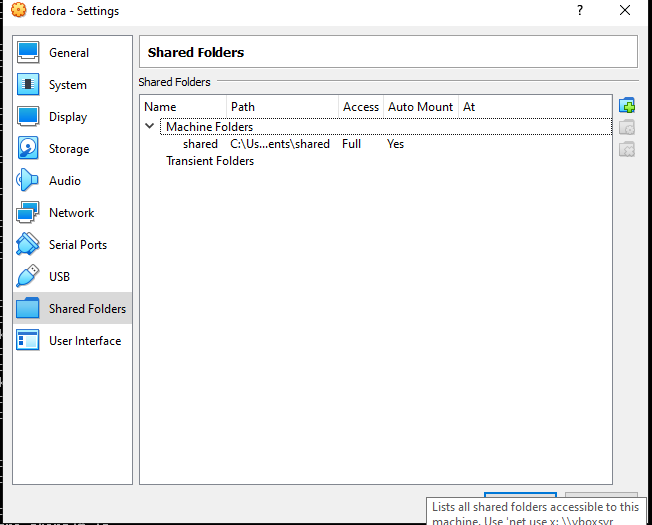 fedora - Settings
?
General
System
Display
Storage
Audio
Network
Serial Ports
USB
Shared Folders
User Interface
Shared Folders
Shared Folders
Name Path Access Auto Mount At
Machine Folders
shared C:\Us...ents\shared Full Yes
Transient Folders
Lists all shared folders accessible to this
machine. Use 'net use x: \\vboxsvr